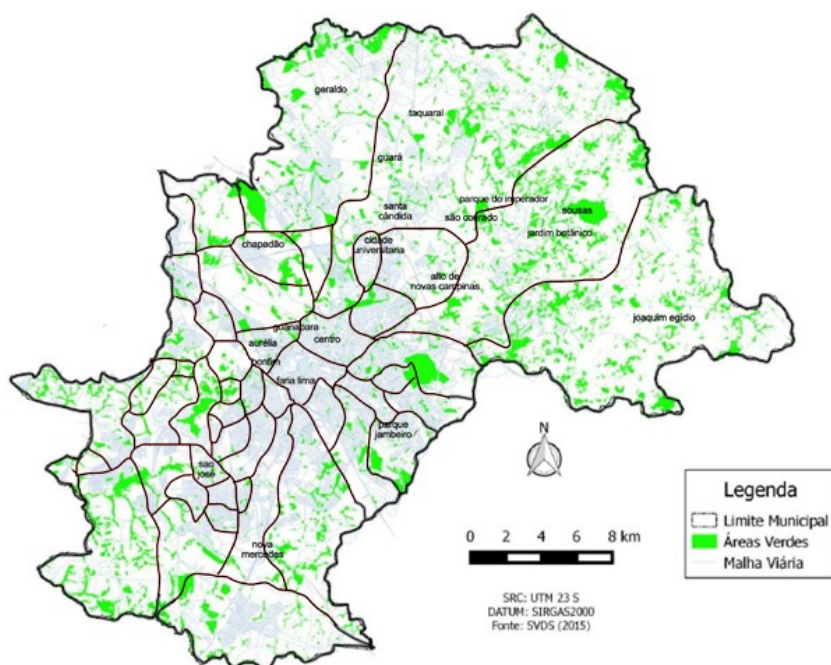 geraldo
taquaral
guará
parque do imperador
santa
cândida
são conrado
sousas
jardim botânico
chapadão
cidade
universitaria
alto de
novas campinas
joaquim egídio
guanabara
centro
aurélia
bonfim
faria lima
parque
jambeiro
sao
josé
nova
mercedes
N
0 2 4 6 8 km
SRC: UTM 23 S
DATUM: SIRGAS2000
Fonte: SVDS (2015)
Legenda
Limite Municipal
Áreas Verdes
Malha Viária